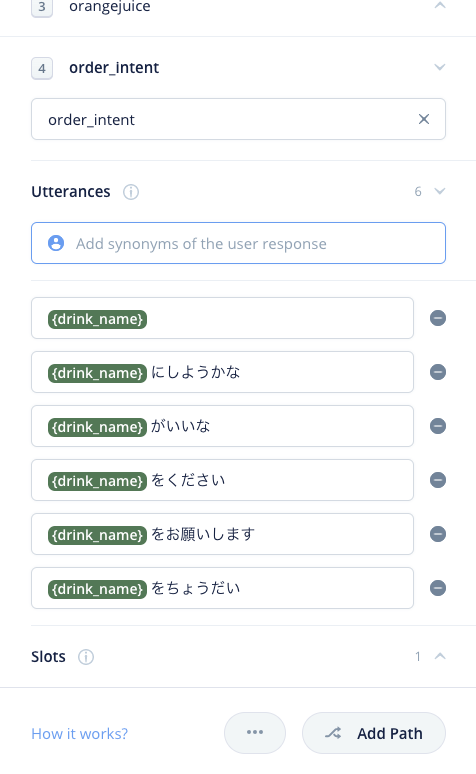 3 orangejuice
4 order_intent
order_intent
Utterances 6
Add synonyms of the user response
{drink_name}
{drink_name} にしようかな
{drink_name} がいいな
{drink_name} をください
{drink_name} をお願いします
{drink_name} をちょうだい
Slots 1
How it works? Add Path